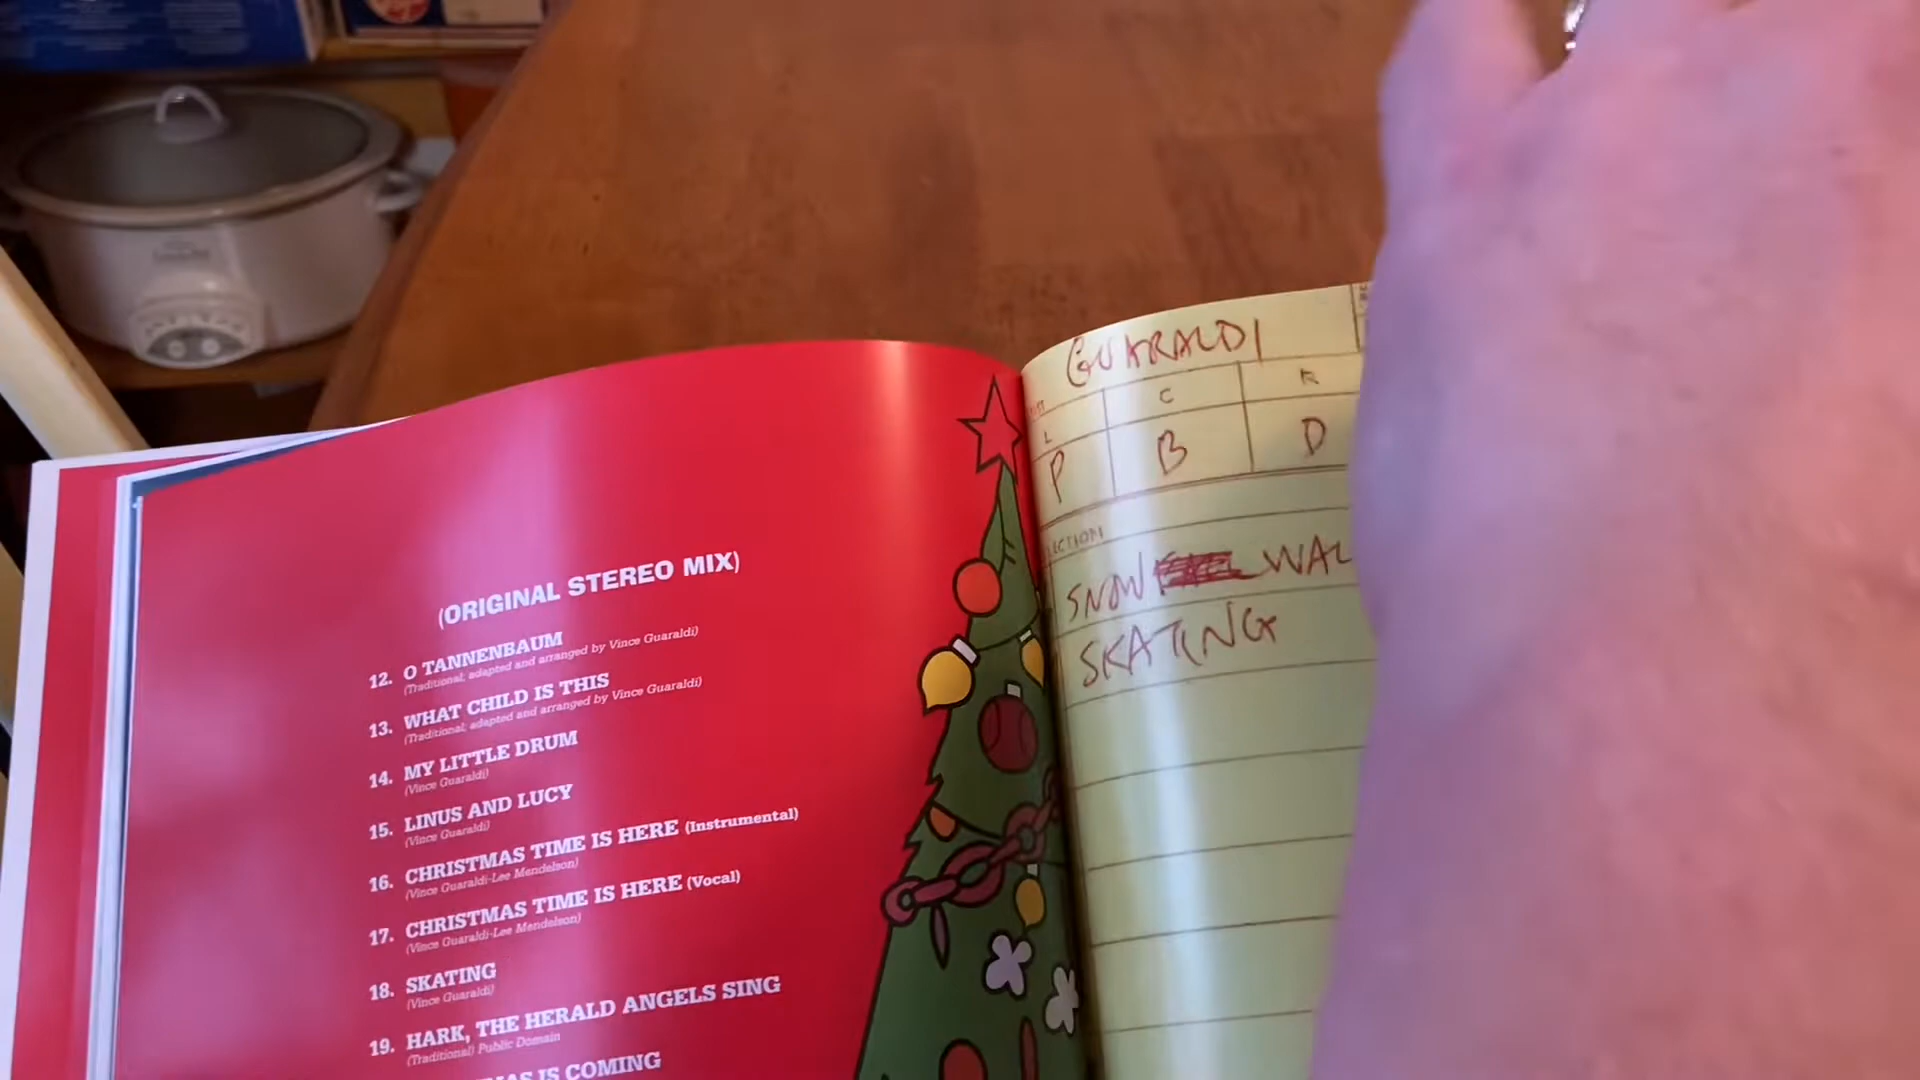 (ORIGINAL STEREO MIX)
12. O TANNENBAUM
(Traditional; adapted and arranged by Vince Guaraldi)
13. WHAT CHILD IS THIS
(Traditional; adapted and arranged by Vince Guaraldi)
14. MY LITTLE DRUM
(Vince Guaraldi)
15. LINUS AND LUCY
(Vince Guaraldi)
16. CHRISTMAS TIME IS HERE (Instrumental)
(Vince Guaraldi-Lee Mendelson)
17. CHRISTMAS TIME IS HERE (Vocal)
(Vince Guaraldi-Lee Mendelson)
18. SKATING
(Vince Guaraldi)
19. HARK, THE HERALD ANGELS SING
(Traditional) Public Domain
IS COMING
GUARALDI
L C R
P B D
SNOW WAL
SKATING